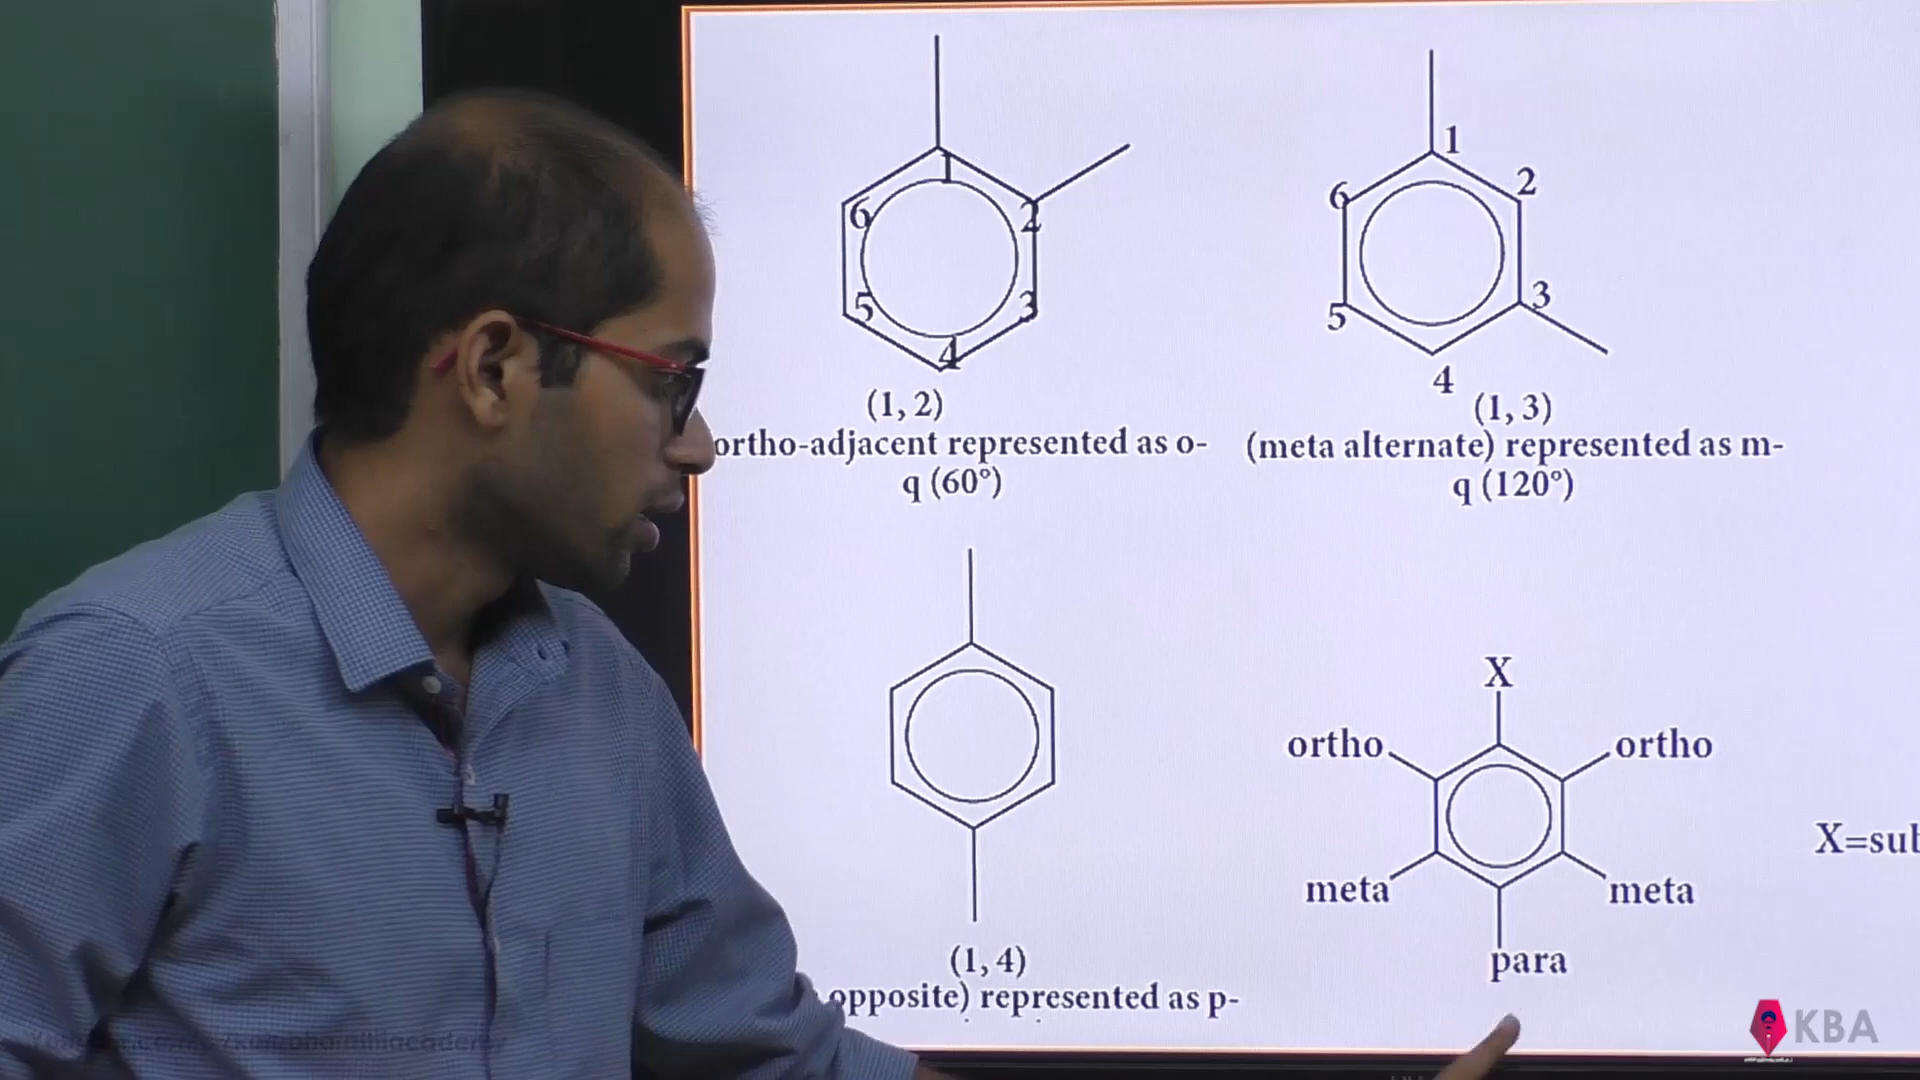 1
2
3
4
5
6
(1, 2)
ortho-adjacent represented as o-
q (60°)
1
2
3
4
5
6
(1, 3)
(meta alternate) represented as m-
q (120°)
(1, 4)
opposite) represented as p-
X
ortho
ortho
meta
meta
para
X=sub
KBA